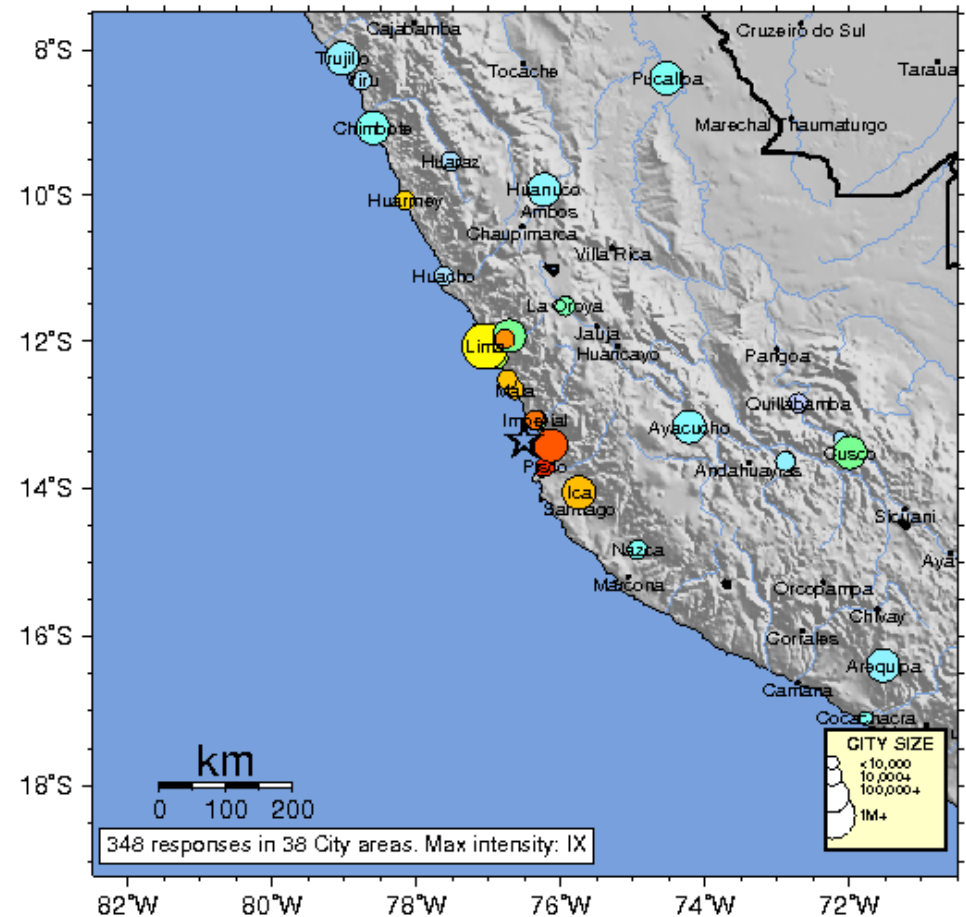 8°S
10°S
12°S
14°S
16°S
18°S
Cajabamba
Cruzeiro do Sul
Trujillo
Tocache
Taraua
Viru
Pucallpa
Chimbote
Marechal Thaumaturgo
Huaraz
Huarmey
Huanuco
Ambos
Chaupimarca
Villa Rica
Huacho
La Oroya
Jauja
Lima
Huancayo
Pangoa
Mala
Quillabamba
Imperial
Ayacucho
Cusco
Pisco
Andahuaylas
Ica
Santiago
Sicuani
Nazca
Aya
Marcona
Orcopampa
Chivay
Corrales
Arequipa
Camana
Cocachacra
km
0 100 200
CITY SIZE
<10,000
10,000+
100,000+
1M+
348 responses in 38 City areas. Max intensity: IX
82°W 80°W 78°W 76°W 74°W 72°W